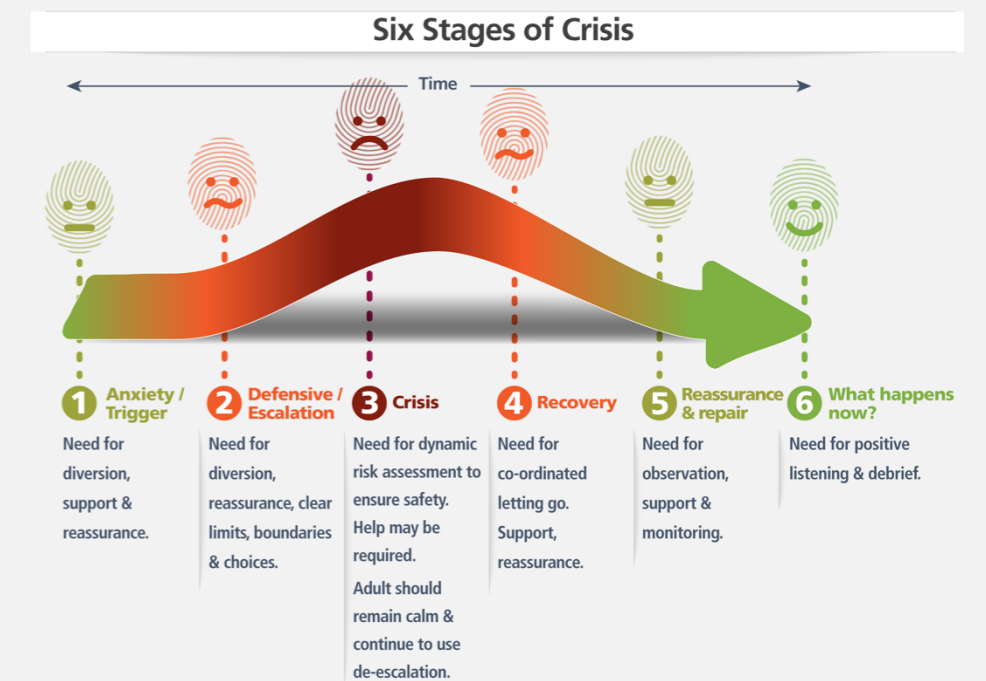 Six Stages of Crisis
Time
1 Anxiety /
Trigger
Need for
diversion,
support &
reassurance.
2 Defensive /
Escalation
Need for
diversion,
reassurance, clear
limits, boundaries
& choices.
3 Crisis
Need for dynamic
risk assessment to
ensure safety.
Help may be
required.
Adult should
remain calm &
continue to use
de-escalation.
4 Recovery
Need for
co-ordinated
letting go.
Support,
reassurance.
5 Reassurance
& repair
Need for
observation,
support &
monitoring.
6 What happens
now?
Need for positive
listening & debrief.